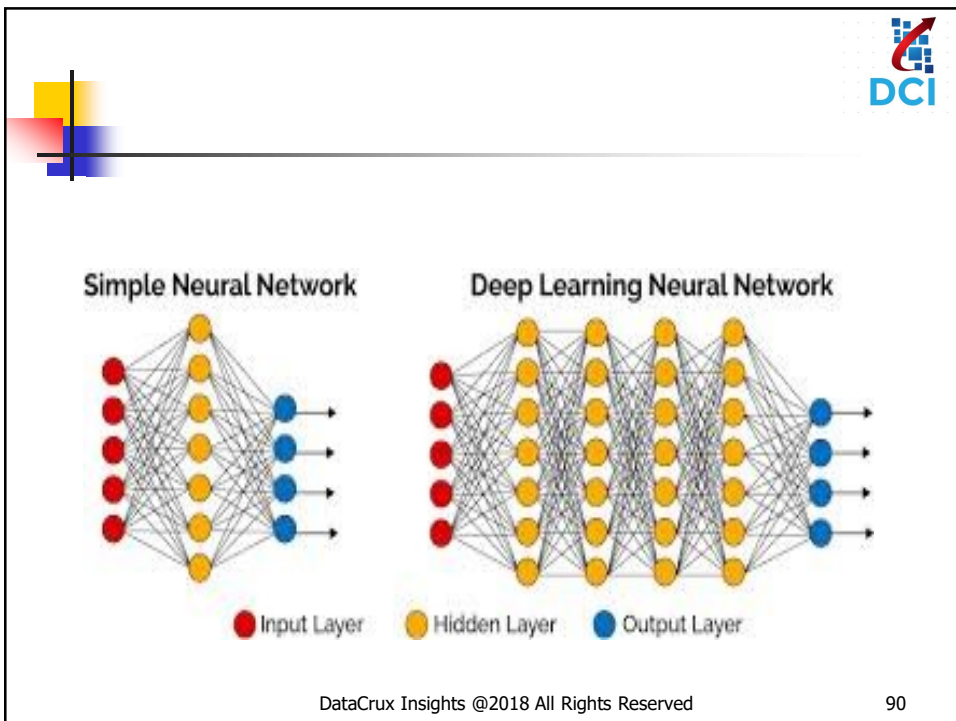 DCI
Simple Neural Network Deep Learning Neural Network
Input Layer Hidden Layer Output Layer
DataCrux Insights @2018 All Rights Reserved 90